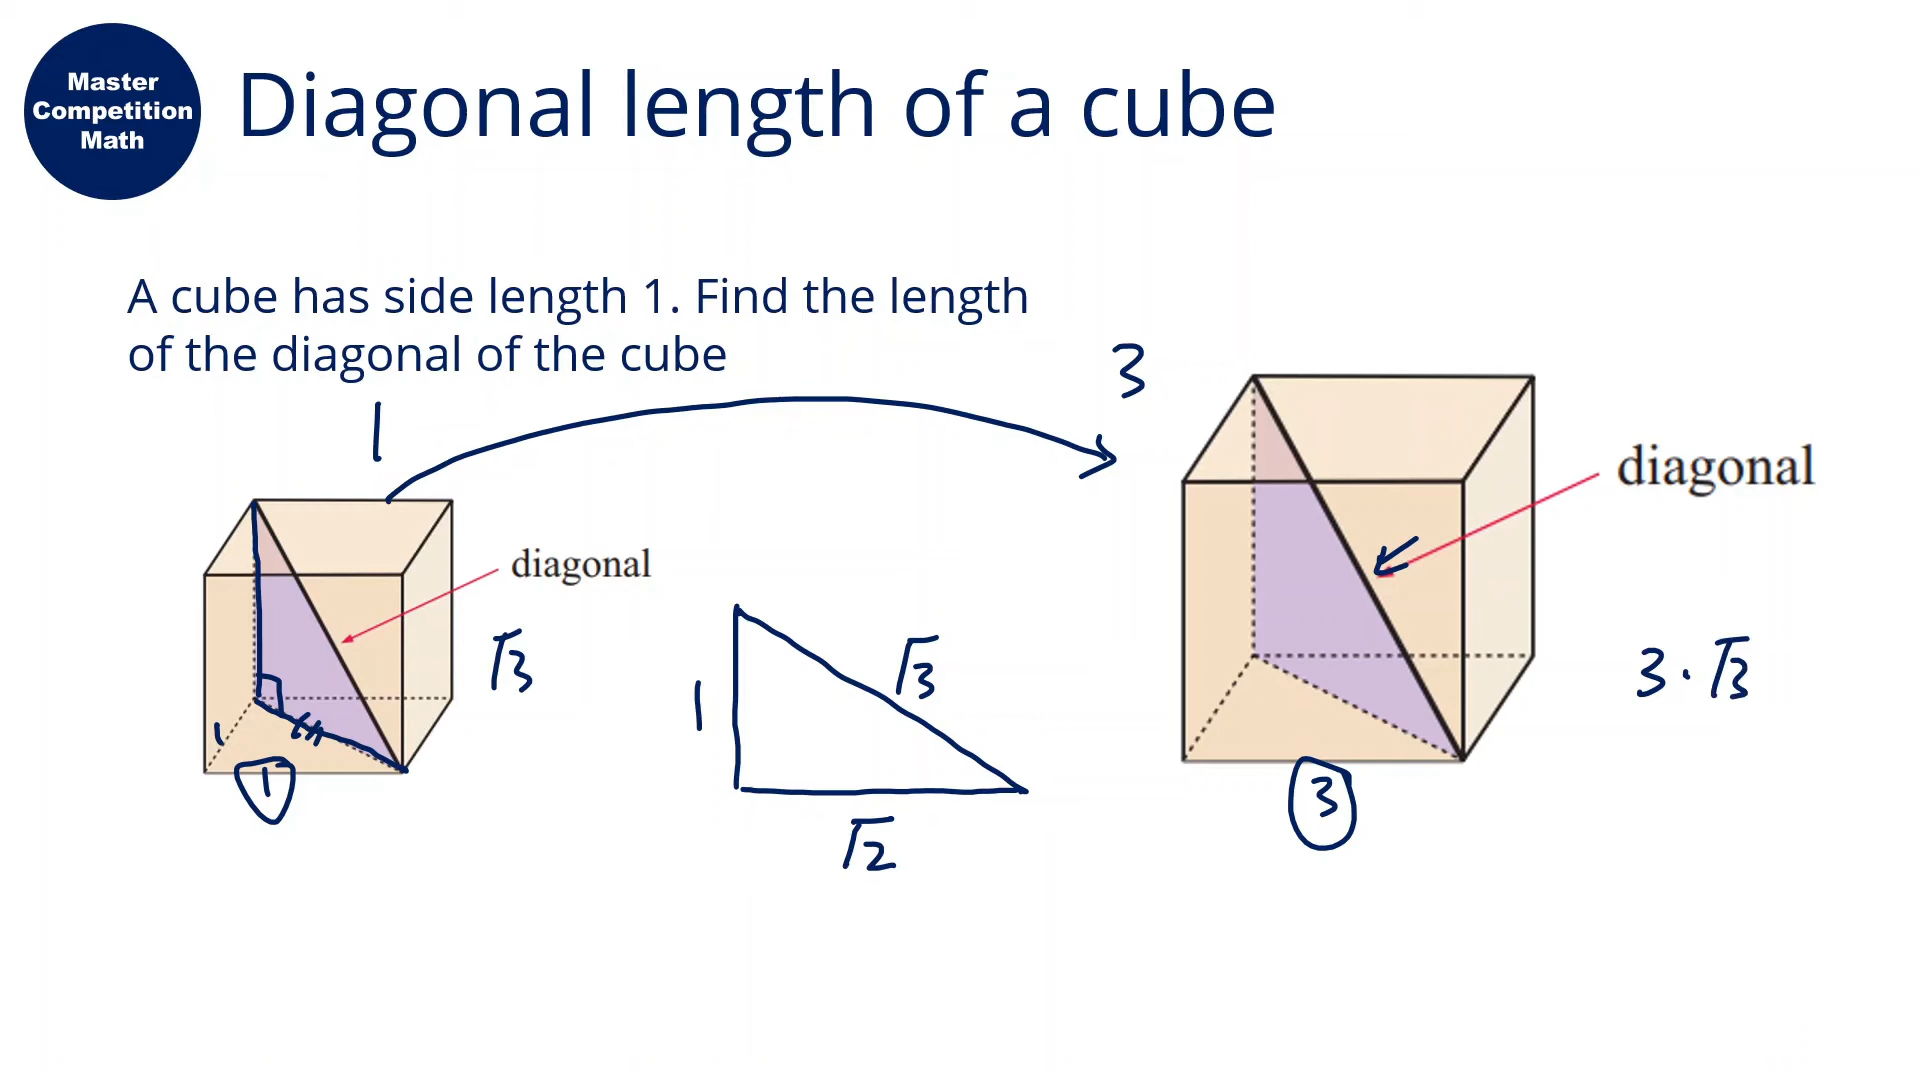 Master
Competition
Math
Diagonal length of a cube
A cube has side length 1. Find the length
of the diagonal of the cube
1
3
diagonal
diagonal
√3
√3
3·√3
1
1
1
3
√2